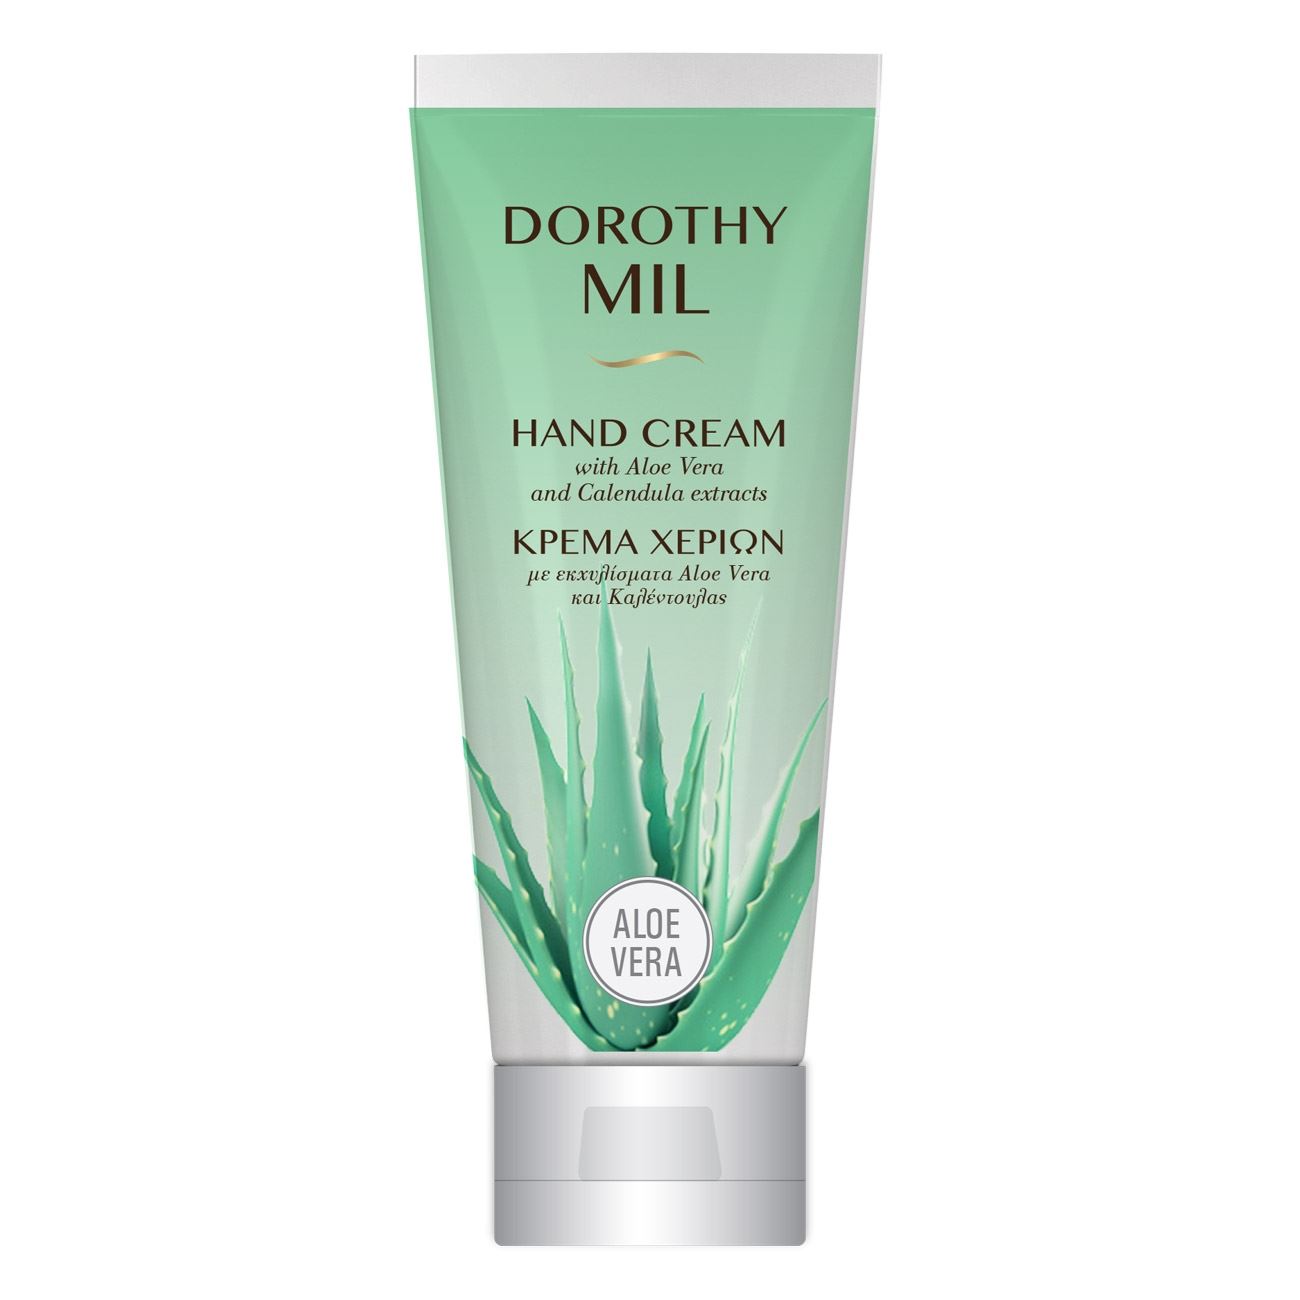 DOROTHY
MIL
HAND CREAM
with Aloe Vera
and Calendula extracts
ΚΡΕΜΑ ΧΕΡΙΩΝ
με εκχυλίσματα Aloe Vera
και Καλέντουλας
ALOE
VERA